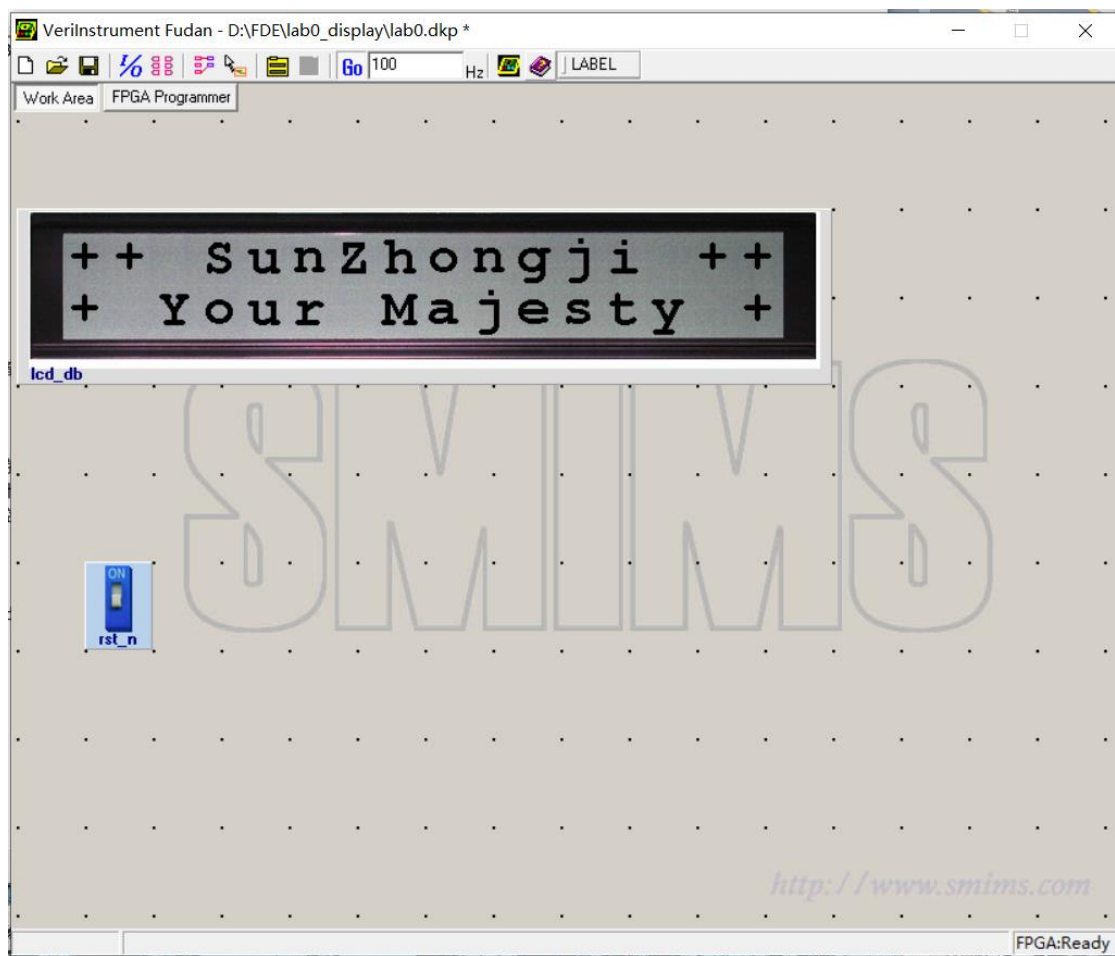 VeriInstrument Fudan - D:\FDE\lab0_display\lab0.dkp *
I/O Go 100 Hz LABEL
Work Area FPGA Programmer
++ SunZhongji ++
+ Your Majesty +
lcd_db
SMIMS
ON
rst_n
http://www.smims.com
FPGA:Ready